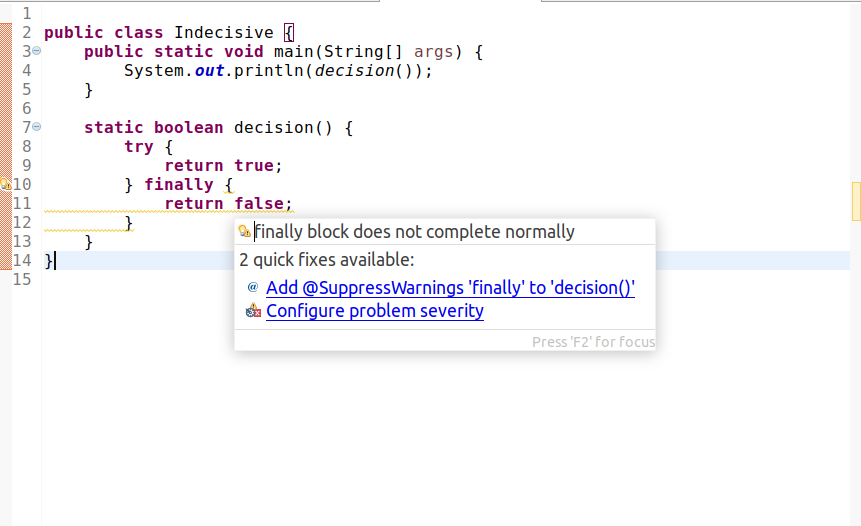 1
2 public class Indecisive {
3 public static void main(String[] args) {
4 System.out.println(decision());
5 }
6
7 static boolean decision() {
8 try {
9 return true;
10 } finally {
11 return false;
12 }
13 }
14 }
15
finally block does not complete normally
2 quick fixes available:
@ Add @SuppressWarnings 'finally' to 'decision()'
Configure problem severity
Press 'F2' for focus